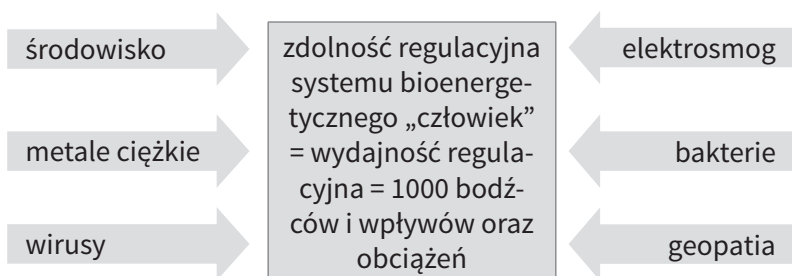 środowisko
metale ciężkie
wirusy
zdolność regulacyjna
systemu bioenerge-
tycznego „człowiek”
= wydajność regula-
cyjna = 1000 bodź-
ców i wpływów oraz
obciążeń
elektrosmog
bakterie
geopatia